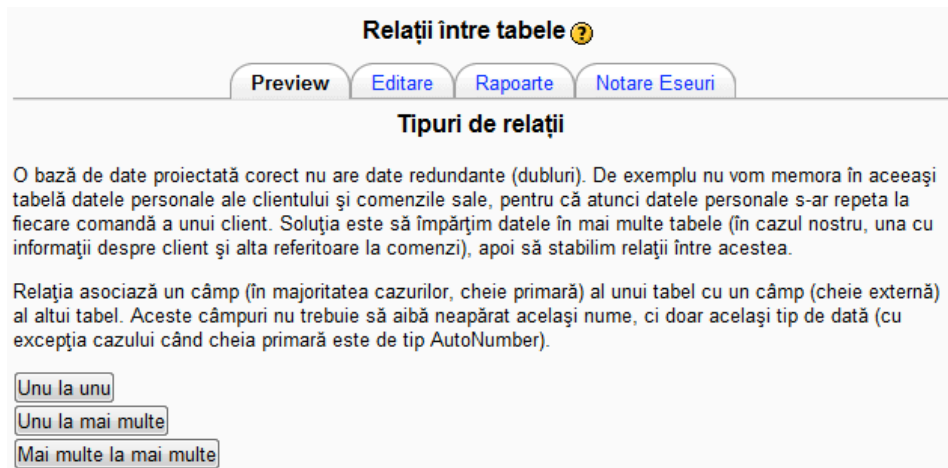 Relații între tabele
Preview Editare Rapoarte Notare Eseuri
Tipuri de relații
O bază de date proiectată corect nu are date redundante (dubluri). De exemplu nu vom memora în aceeaşi
tabelă datele personale ale clientului şi comenzile sale, pentru că atunci datele personale s-ar repeta la
fiecare comandă a unui client. Soluţia este să împărţim datele în mai multe tabele (în cazul nostru, una cu
informaţii despre client şi alta referitoare la comenzi), apoi să stabilim relaţii între acestea.
Relaţia asociază un câmp (în majoritatea cazurilor, cheie primară) al unui tabel cu un câmp (cheie externă)
al altui tabel. Aceste câmpuri nu trebuie să aibă neapărat acelaşi nume, ci doar acelaşi tip de dată (cu
excepţia cazului când cheia primară este de tip AutoNumber).
Unu la unu
Unu la mai multe
Mai multe la mai multe